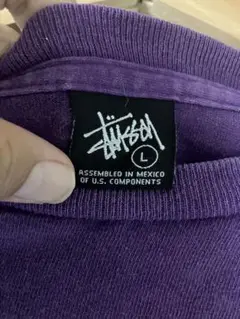 Stüssy
L
ASSEMBLED IN MEXICO
OF U.S. COMPONENTS